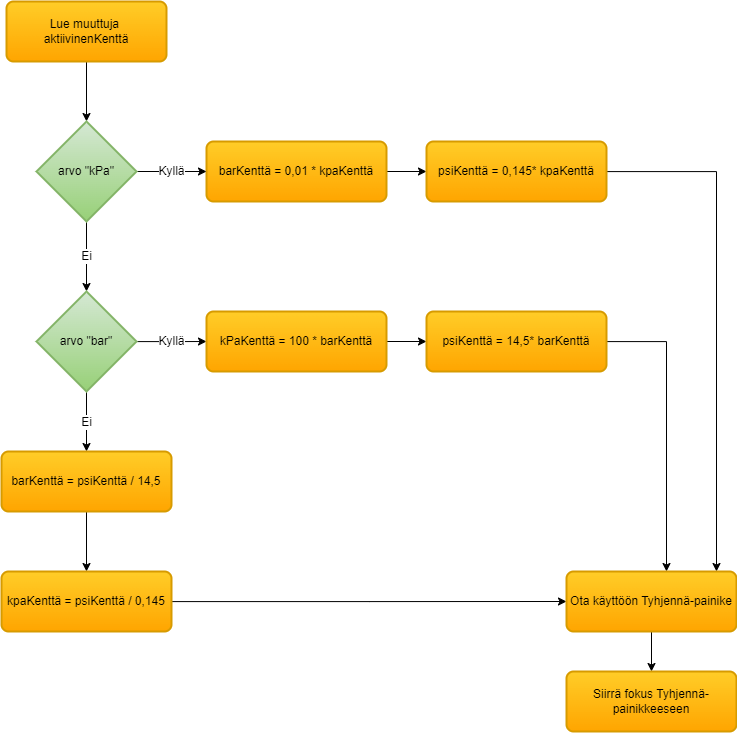 Lue muuttuja
aktiivinenKenttä
arvo "kPa"
Kyllä
barKenttä = 0,01 * kpaKenttä
psiKenttä = 0,145* kpaKenttä
Ei
arvo "bar"
Kyllä
kPaKenttä = 100 * barKenttä
psiKenttä = 14,5* barKenttä
Ei
barKenttä = psiKenttä / 14,5
kpaKenttä = psiKenttä / 0,145
Ota käyttöön Tyhjennä-painike
Siirrä fokus Tyhjennä-
painikkeeseen